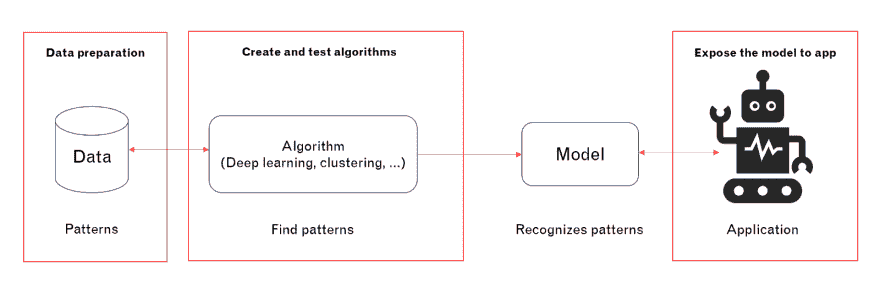 Data preparation
Create and test algorithms
Expose the model to app
Data
Algorithm
(Deep learning, clustering, ...)
Model
Patterns
Find patterns
Recognizes patterns
Application